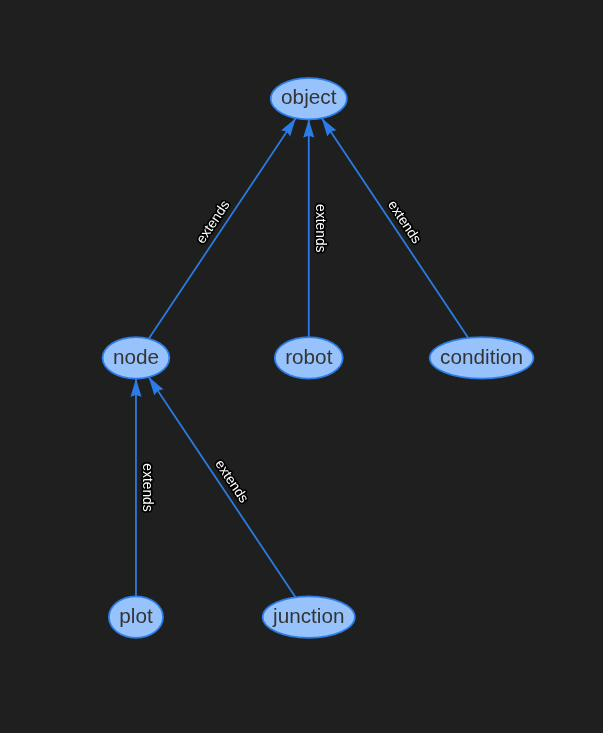 object
extends
extends
extends
node
robot
condition
extends
extends
plot
junction